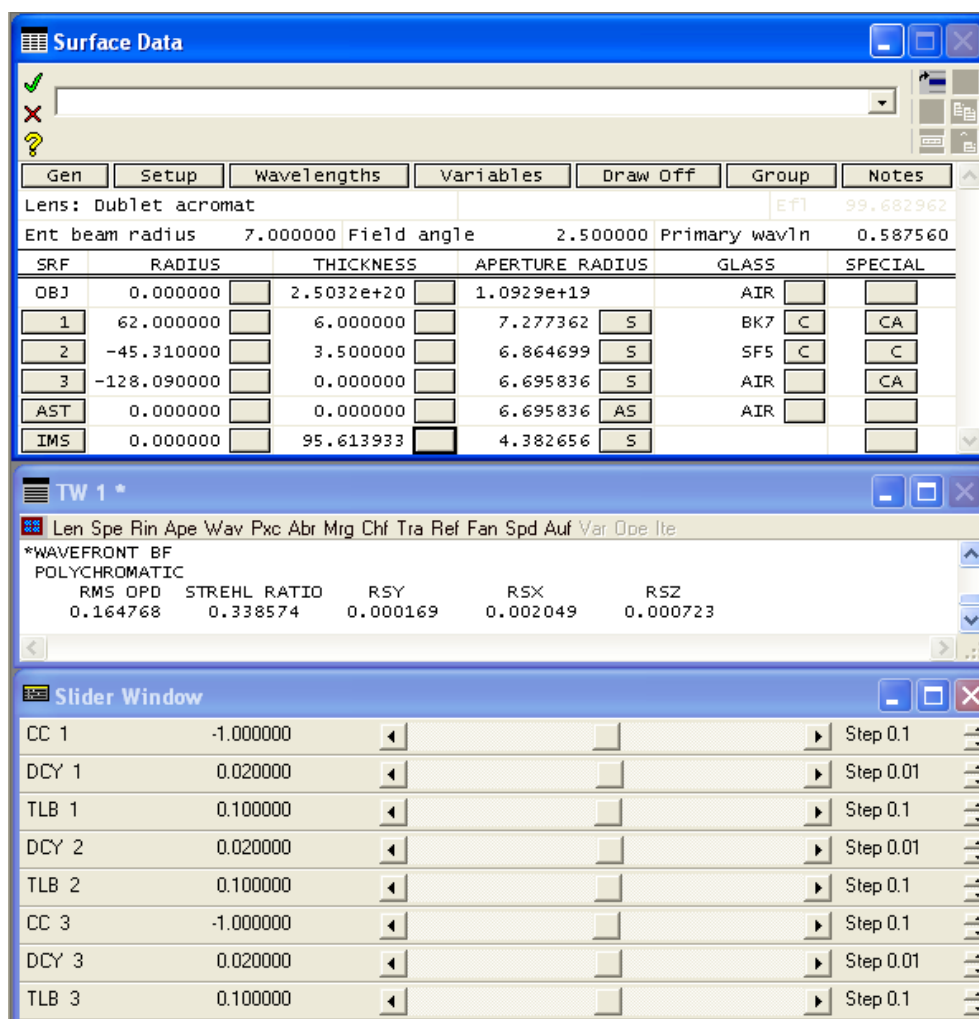 Surface Data
Gen Setup Wavelengths Variables Draw Off Group Notes
Lens: Dublet acromat Efl 99.682962
Ent beam radius 7.000000 Field angle 2.500000 Primary wavln 0.587560
SRF RADIUS THICKNESS APERTURE RADIUS GLASS SPECIAL
OBJ 0.000000 2.5032e+20 1.0929e+19 AIR
1 62.000000 6.000000 7.277362 S BK7 C CA
2 -45.310000 3.500000 6.864699 S SF5 C C
3 -128.090000 0.000000 6.695836 S AIR CA
AST 0.000000 0.000000 6.695836 AS AIR
IMS 0.000000 95.613933 4.382656 S
TW 1 *
Len Spe Rin Ape Wav Pxc Abr Mrg Chf Tra Ref Fan Spd Auf Var Ope Ite
*WAVEFRONT BF
POLYCHROMATIC
RMS OPD STREHL RATIO RSY RSX RSZ
0.164768 0.338574 0.000169 0.002049 0.000723
Slider Window
CC 1 -1.000000 Step 0.1
DCY 1 0.020000 Step 0.01
TLB 1 0.100000 Step 0.1
DCY 2 0.020000 Step 0.01
TLB 2 0.100000 Step 0.1
CC 3 -1.000000 Step 0.1
DCY 3 0.020000 Step 0.01
TLB 3 0.100000 Step 0.1